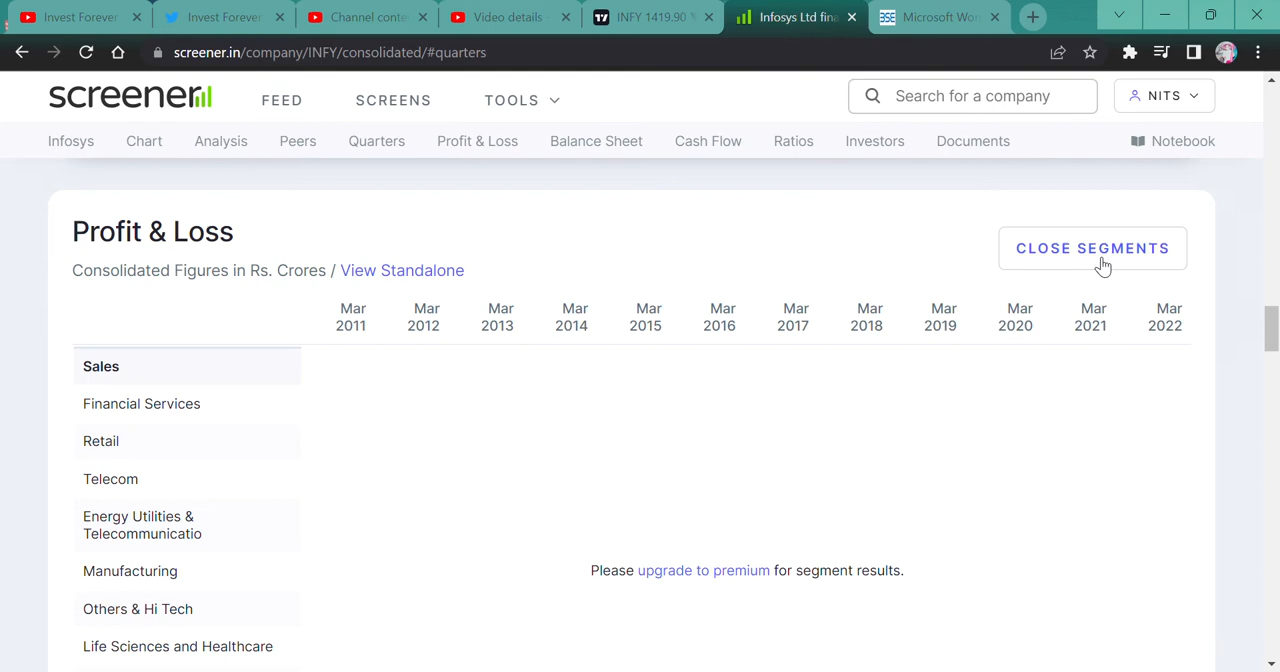 Invest Forever
Invest Forever
Channel conte
Video details -
INFY 1419.90
Infosys Ltd fina
BSE
Microsoft Wor
screener.in/company/INFY/consolidated/#quarters
screener
FEED
SCREENS
TOOLS
Search for a company
NITS
Infosys
Chart
Analysis
Peers
Quarters
Profit & Loss
Balance Sheet
Cash Flow
Ratios
Investors
Documents
Notebook
Profit & Loss
CLOSE SEGMENTS
Consolidated Figures in Rs. Crores / View Standalone
Mar 2011
Mar 2012
Mar 2013
Mar 2014
Mar 2015
Mar 2016
Mar 2017
Mar 2018
Mar 2019
Mar 2020
Mar 2021
Mar 2022
Sales
Financial Services
Retail
Telecom
Energy Utilities &
Telecommunicatio
Manufacturing
Please upgrade to premium for segment results.
Others & Hi Tech
Life Sciences and Healthcare